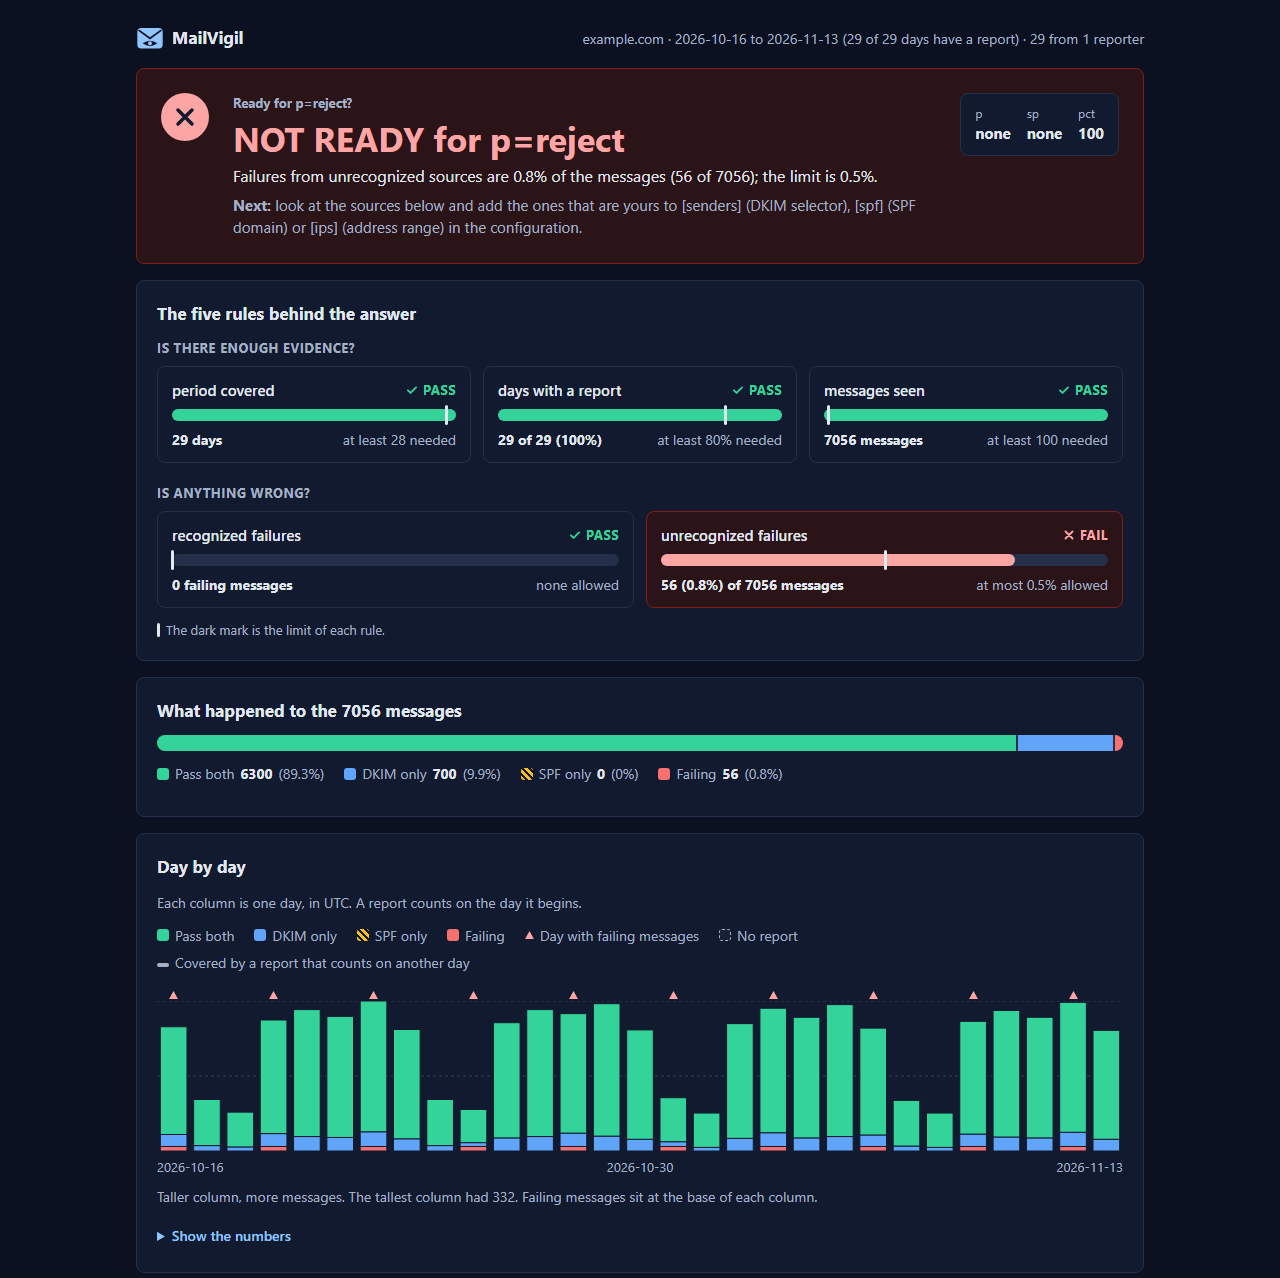 MailVigil
example.com · 2026-10-16 to 2026-11-13 (29 of 29 days have a report) · 29 from 1 reporter
Ready for p=reject?
NOT READY for p=reject
Failures from unrecognized sources are 0.8% of the messages (56 of 7056); the limit is 0.5%.
Next: look at the sources below and add the ones that are yours to [senders] (DKIM selector), [spf] (SPF
domain) or [ips] (address range) in the configuration.
p sp pct
none none 100
The five rules behind the answer
IS THERE ENOUGH EVIDENCE?
period covered PASS
29 days at least 28 needed
days with a report PASS
29 of 29 (100%) at least 80% needed
messages seen PASS
7056 messages at least 100 needed
IS ANYTHING WRONG?
recognized failures PASS
0 failing messages none allowed
unrecognized failures FAIL
56 (0.8%) of 7056 messages at most 0.5% allowed
The dark mark is the limit of each rule.
What happened to the 7056 messages
Pass both 6300 (89.3%) DKIM only 700 (9.9%) SPF only 0 (0%) Failing 56 (0.8%)
Day by day
Each column is one day, in UTC. A report counts on the day it begins.
Pass both DKIM only SPF only Failing Day with failing messages No report
Covered by a report that counts on another day
2026-10-16 2026-10-30 2026-11-13
Taller column, more messages. The tallest column had 332. Failing messages sit at the base of each column.
Show the numbers